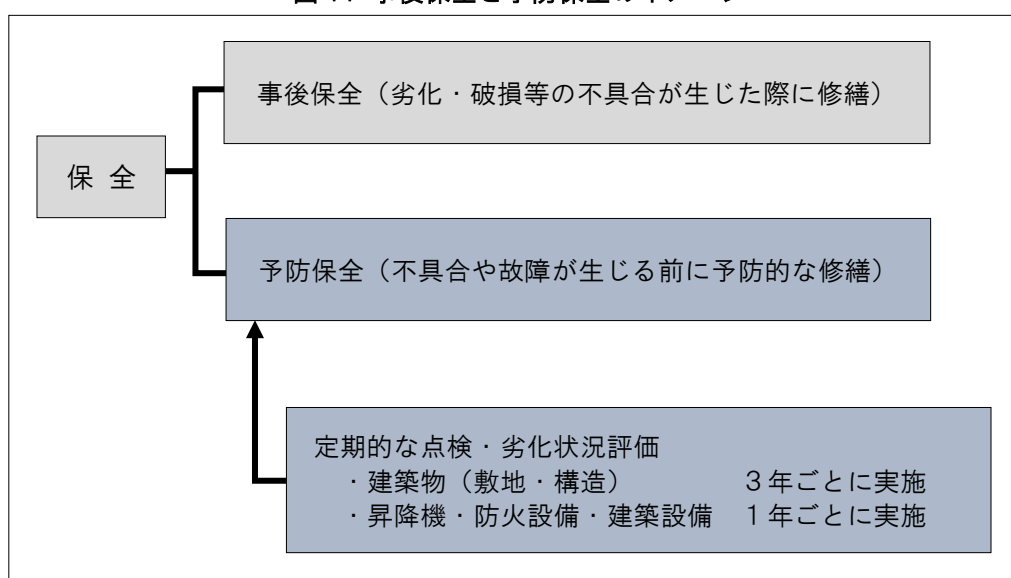 保 全
事後保全（劣化・破損等の不具合が生じた際に修繕）
予防保全（不具合や故障が生じる前に予防的な修繕）
定期的な点検・劣化状況評価
・建築物（敷地・構造） ３年ごとに実施
・昇降機・防火設備・建築設備 １年ごとに実施